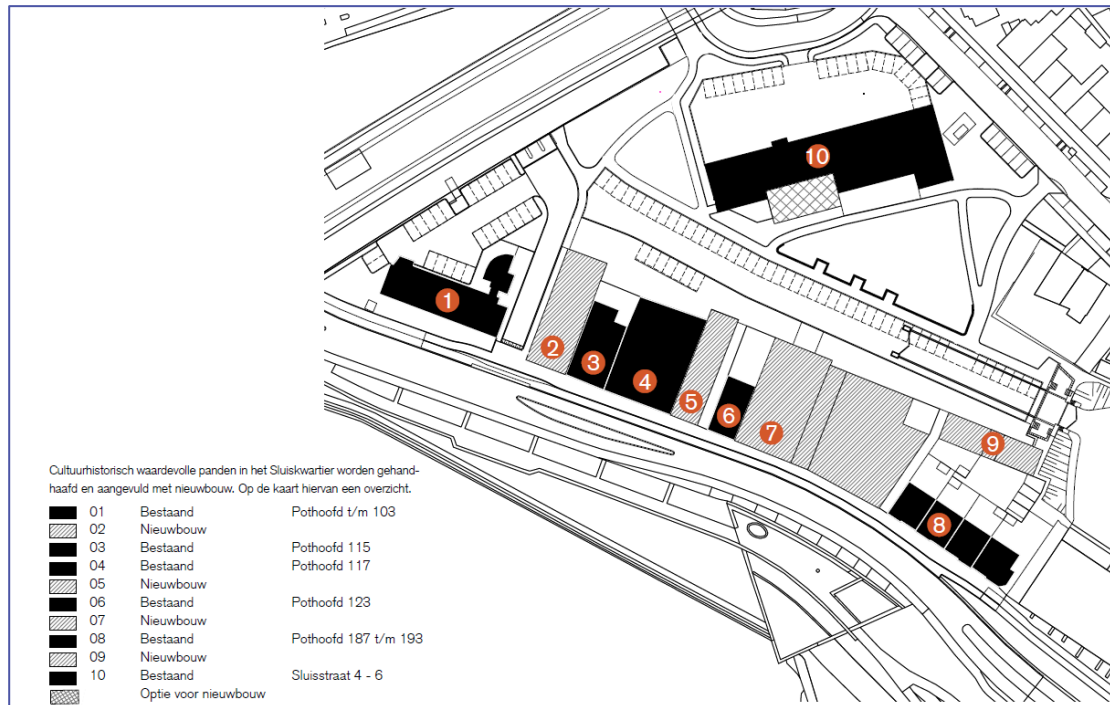 10
1
2
3
4
5
6
7
9
8
Cultuurhistorisch waardevolle panden in het Sluiskwartier worden gehand-
haafd en aangevuld met nieuwbouw. Op de kaart hiervan een overzicht.
01 Bestaand Pothoofd t/m 103
02 Nieuwbouw
03 Bestaand Pothoofd 115
04 Bestaand Pothoofd 117
05 Nieuwbouw
06 Bestaand Pothoofd 123
07 Nieuwbouw
08 Bestaand Pothoofd 187 t/m 193
09 Nieuwbouw
10 Bestaand Sluisstraat 4 - 6
Optie voor nieuwbouw